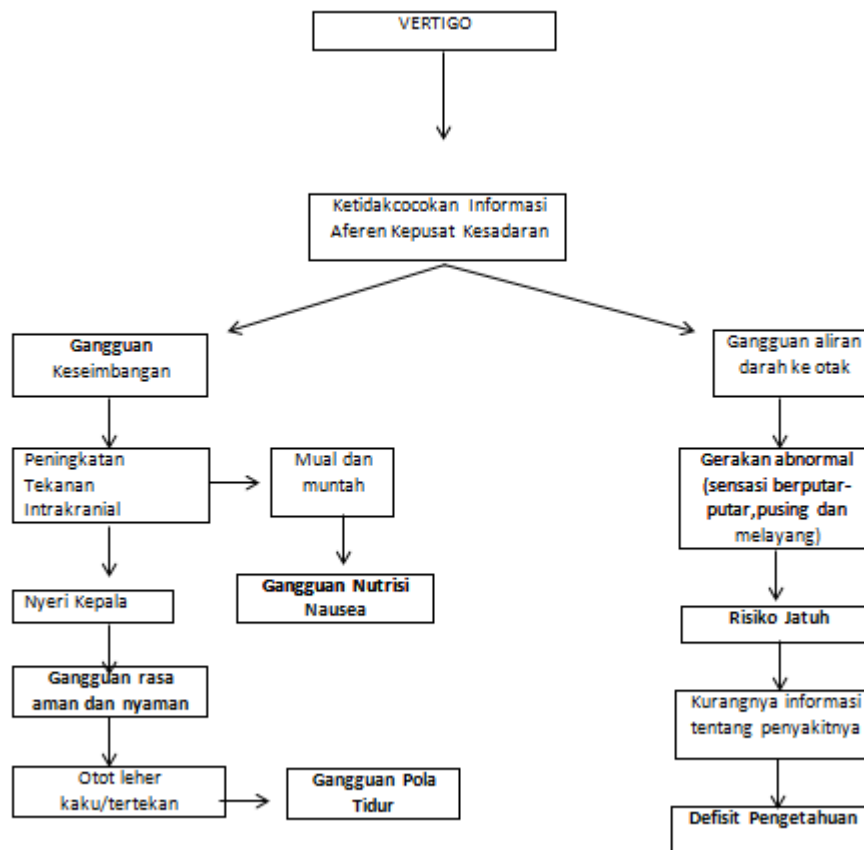 VERTIGO
Ketidakcocokan Informasi
Aferen Kepusat Kesadaran
Gangguan
Keseimbangan
Gangguan aliran
darah ke otak
Peningkatan
Tekanan
Intrakranial
Mual dan
muntah
Gerakan abnormal
(sensasi berputar-
putar,pusing dan
melayang)
Gangguan Nutrisi
Nausea
Nyeri Kepala
Risiko Jatuh
Gangguan rasa
aman dan nyaman
Kurangnya informasi
tentang penyakitnya
Otot leher
kaku/tertekan
Gangguan Pola
Tidur
Defisit Pengetahuan